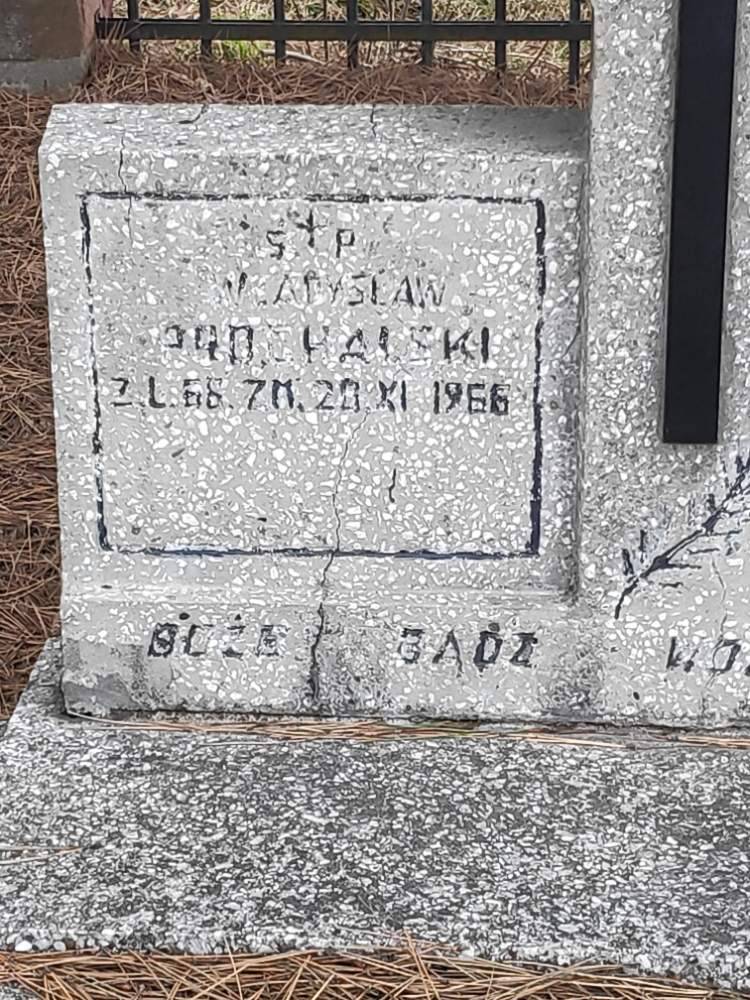 Ś † P
WŁADYSŁAW
Ż.L.66. ZM. 20.XI 1966
BOŻE BĄDŹ